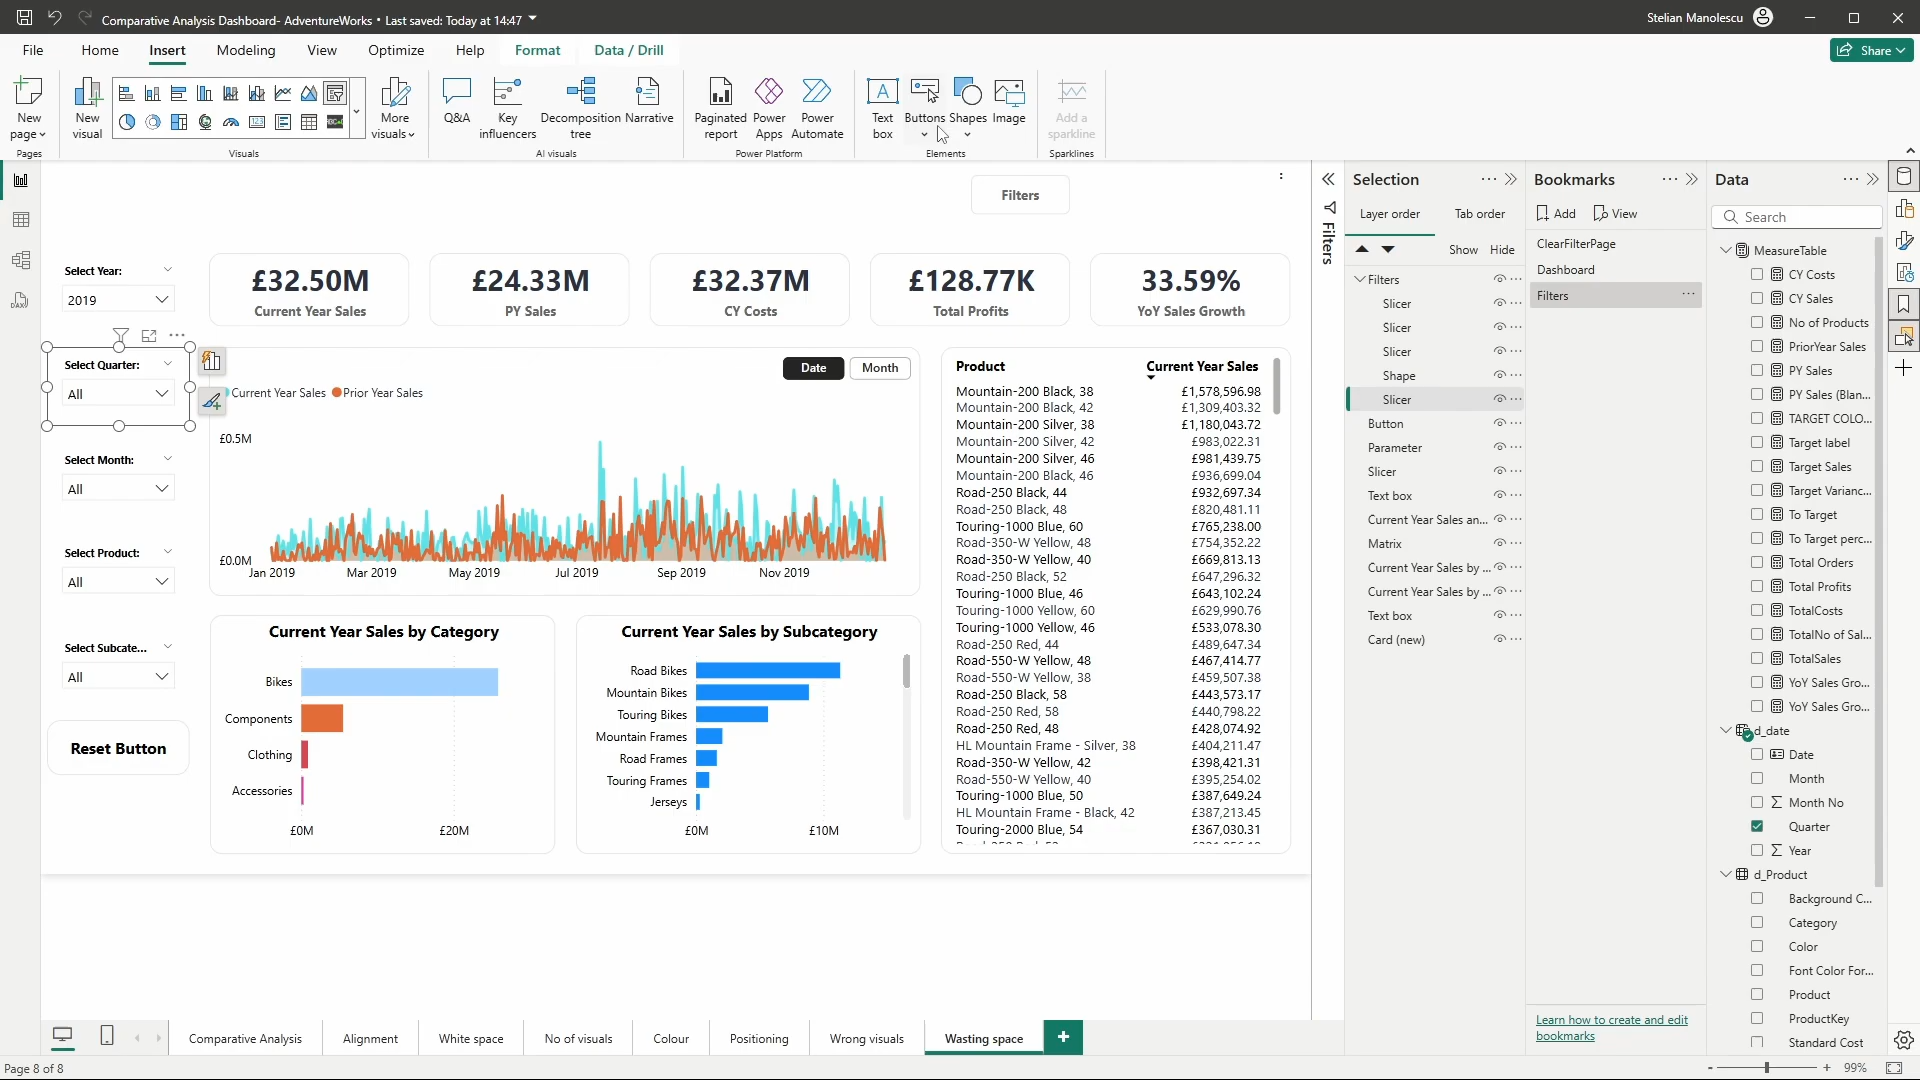 Comparative Analysis Dashboard- AdventureWorks • Last saved: Today at 14:47
Stelian Manolescu
File Home Insert Modeling View Optimize Help Format Data / Drill
Share
New page
New visual
More visuals
Q&A
Key influencers
Decomposition tree
Narrative
Paginated report
Power Apps
Power Automate
Text box
Buttons
Shapes
Image
Add a sparkline
Pages
Visuals
AI visuals
Power Platform
Elements
Sparklines
Filters
Select Year:
2019
£32.50M
Current Year Sales
£24.33M
PY Sales
£32.37M
CY Costs
£128.77K
Total Profits
33.59%
YoY Sales Growth
Select Quarter:
All
Select Month:
All
Select Product:
All
Select Subcate...
All
Reset Button
Date Month
Current Year Sales Prior Year Sales
£0.5M
£0.0M
Jan 2019 Mar 2019 May 2019 Jul 2019 Sep 2019 Nov 2019
Product Current Year Sales
Mountain-200 Black, 38 £1,578,596.98
Mountain-200 Black, 42 £1,309,403.32
Mountain-200 Silver, 38 £1,180,043.72
Mountain-200 Silver, 42 £983,022.31
Mountain-200 Silver, 46 £981,439.75
Mountain-200 Black, 46 £936,699.04
Road-250 Black, 44 £932,697.34
Road-250 Black, 48 £820,481.11
Touring-1000 Blue, 60 £765,238.00
Road-350-W Yellow, 48 £754,352.22
Road-350-W Yellow, 40 £669,813.13
Road-250 Black, 52 £647,296.32
Touring-1000 Blue, 46 £643,102.24
Touring-1000 Yellow, 60 £629,990.76
Touring-1000 Yellow, 46 £533,078.30
Road-250 Red, 44 £489,647.34
Road-550-W Yellow, 48 £467,414.77
Road-550-W Yellow, 38 £459,507.38
Road-250 Black, 58 £443,573.17
Road-250 Red, 58 £440,798.22
Road-250 Red, 48 £428,074.92
HL Mountain Frame - Silver, 38 £404,211.47
Road-350-W Yellow, 42 £398,421.31
Road-550-W Yellow, 40 £395,254.02
Touring-1000 Blue, 50 £387,649.24
HL Mountain Frame - Black, 42 £387,213.45
Touring-2000 Blue, 54 £367,030.31
Current Year Sales by Category
Bikes
Components
Clothing
Accessories
£0M £20M
Current Year Sales by Subcategory
Road Bikes
Mountain Bikes
Touring Bikes
Mountain Frames
Road Frames
Touring Frames
Jerseys
£0M £10M
Filters
Selection
Layer order Tab order
Show Hide
Filters
Slicer
Slicer
Slicer
Shape
Slicer
Button
Parameter
Slicer
Text box
Current Year Sales an...
Matrix
Current Year Sales by ...
Current Year Sales by ...
Text box
Card (new)
Bookmarks
Add View
ClearFilterPage
Dashboard
Filters
Learn how to create and edit
bookmarks
Data
Search
MeasureTable
CY Costs
CY Sales
No of Products
PriorYear Sales
PY Sales
PY Sales (Blan...
TARGET COLO...
Target label
Target Sales
Target Varianc...
To Target
To Target perc...
Total Orders
Total Profits
TotalCosts
TotalNo of Sal...
TotalSales
YoY Sales Gro...
YoY Sales Gro...
d_date
Date
Month
Month No
Quarter
Year
d_Product
Background C...
Category
Color
Font Color For...
Product
ProductKey
Standard Cost
Comparative Analysis Alignment White space No of visuals Colour Positioning Wrong visuals Wasting space
Page 8 of 8
99%